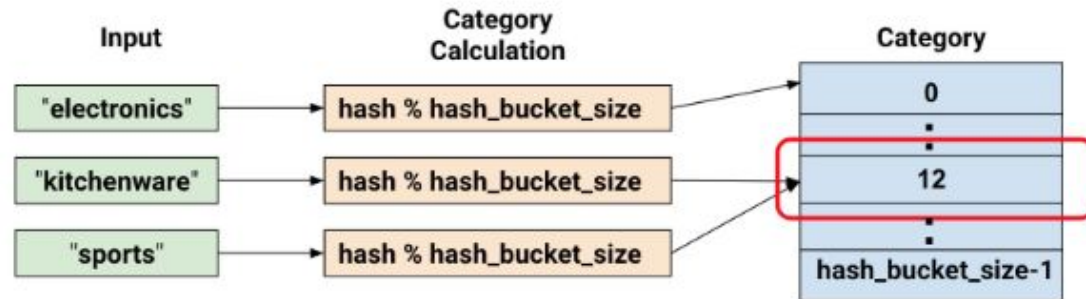 Input
Category
Calculation
Category
"electronics"
hash % hash_bucket_size
0
"kitchenware"
hash % hash_bucket_size
12
"sports"
hash % hash_bucket_size
hash_bucket_size-1